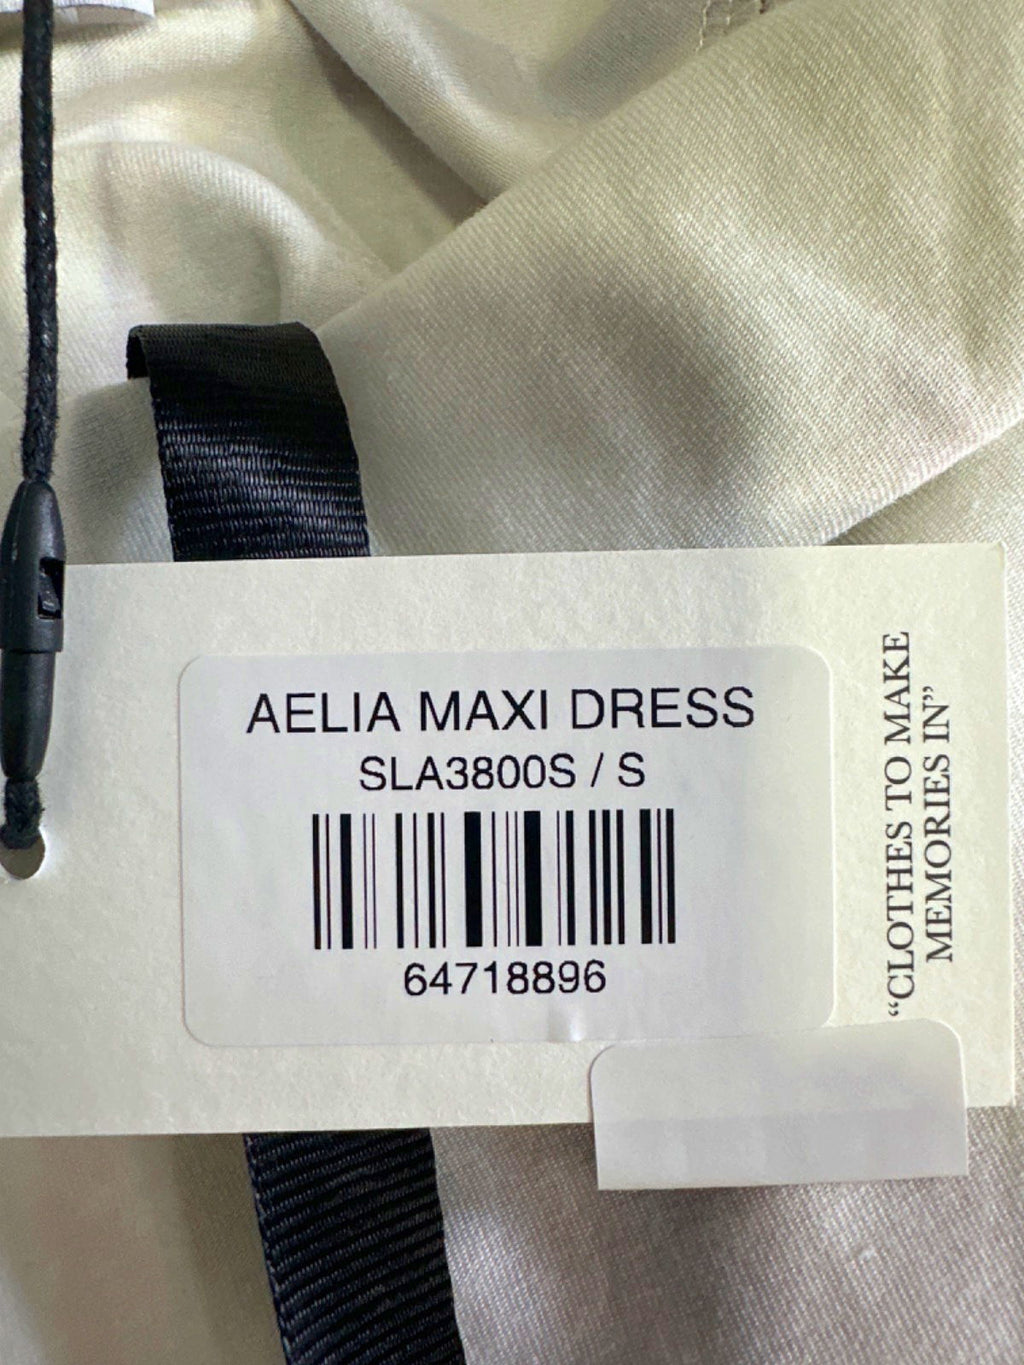 AELIA MAXI DRESS
SLA3800S / S
64718896
“CLOTHES TO MAKE
MEMORIES IN”